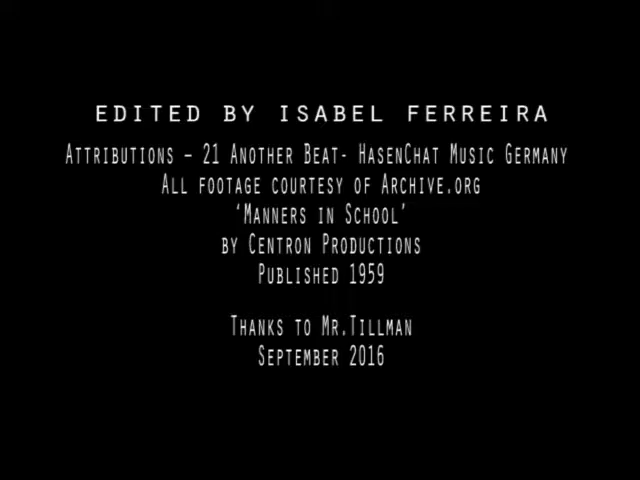 EDITED BY ISABEL FERREIRA
ATTRIBUTIONS – 21 ANOTHER BEAT- HASENCHAT MUSIC GERMANY
ALL FOOTAGE COURTESY OF ARCHIVE.ORG
‘MANNERS IN SCHOOL’
BY CENTRON PRODUCTIONS
PUBLISHED 1959
THANKS TO MR.TILLMAN
SEPTEMBER 2016